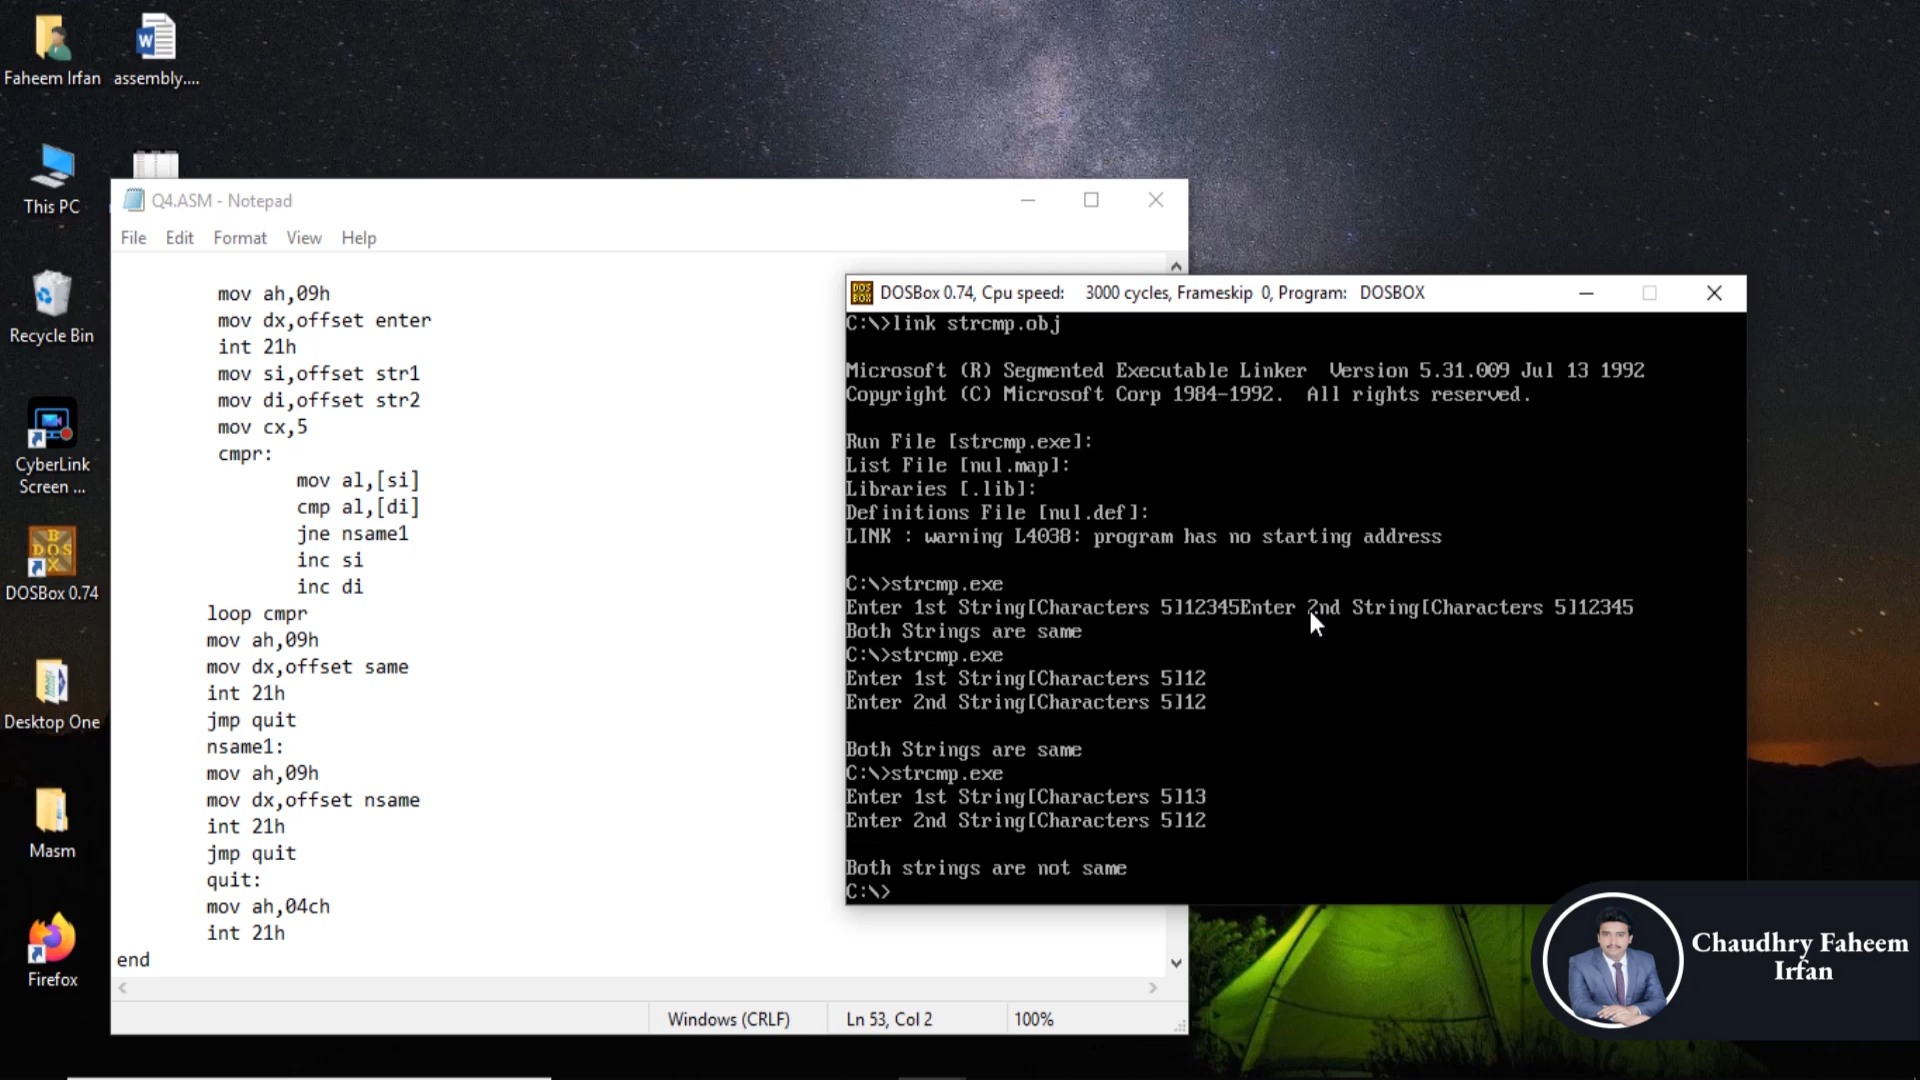 Faheem Irfan
assembly....
This PC
Recycle Bin
CyberLink
Screen ...
DOSBox 0.74
Desktop One
Masm
Firefox
Q4.ASM - Notepad
File Edit Format View Help
mov ah,09h
mov dx,offset enter
int 21h
mov si,offset str1
mov di,offset str2
mov cx,5
cmpr:
mov al,[si]
cmp al,[di]
jne nsame1
inc si
inc di
loop cmpr
mov ah,09h
mov dx,offset same
int 21h
jmp quit
nsame1:
mov ah,09h
mov dx,offset nsame
int 21h
jmp quit
quit:
mov ah,04ch
int 21h
end
Windows (CRLF) Ln 53, Col 2 100%
DOSBox 0.74, Cpu speed: 3000 cycles, Frameskip 0, Program: DOSBOX
C:\>link strcmp.obj
Microsoft (R) Segmented Executable Linker Version 5.31.009 Jul 13 1992
Copyright (C) Microsoft Corp 1984-1992. All rights reserved.
Run File [strcmp.exe]:
List File [nul.map]:
Libraries [.lib]:
Definitions File [nul.def]:
LINK : warning L4038: program has no starting address
C:\>strcmp.exe
Enter 1st String[Characters 5]12345Enter 2nd String[Characters 5]12345
Both Strings are same
C:\>strcmp.exe
Enter 1st String[Characters 5]12
Enter 2nd String[Characters 5]12
Both Strings are same
C:\>strcmp.exe
Enter 1st String[Characters 5]13
Enter 2nd String[Characters 5]12
Both strings are not same
C:\>
Chaudhry Faheem
Irfan